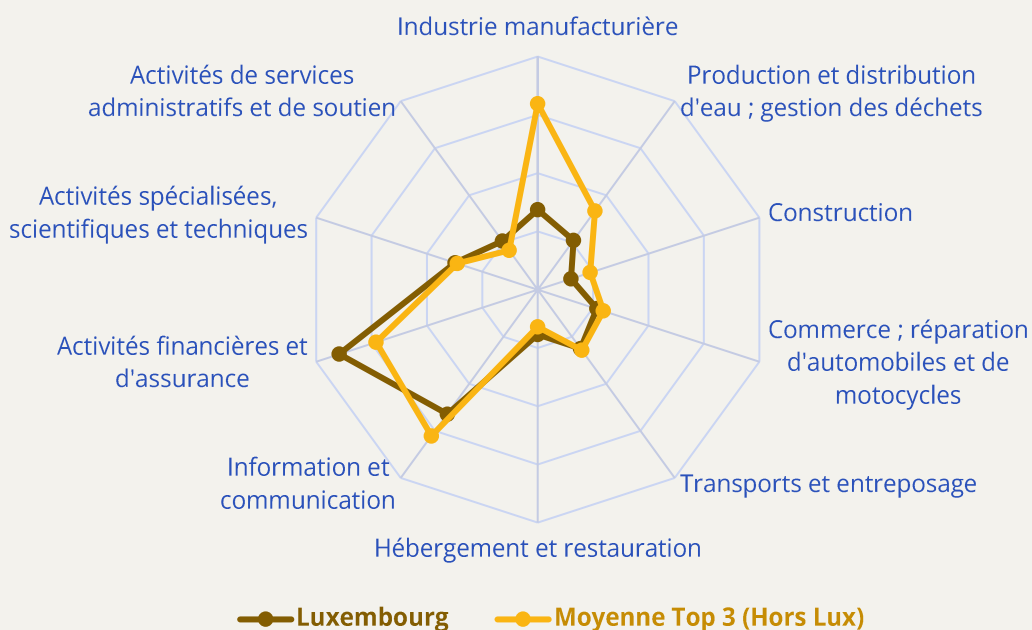 Industrie manufacturière
Activités de services
administratifs et de soutien
Production et distribution
d'eau ; gestion des déchets
Activités spécialisées,
scientifiques et techniques
Construction
Activités financières et
d'assurance
Commerce ; réparation
d'automobiles et de
motocycles
Information et
communication
Transports et entreposage
Hébergement et restauration
Luxembourg
Moyenne Top 3 (Hors Lux)